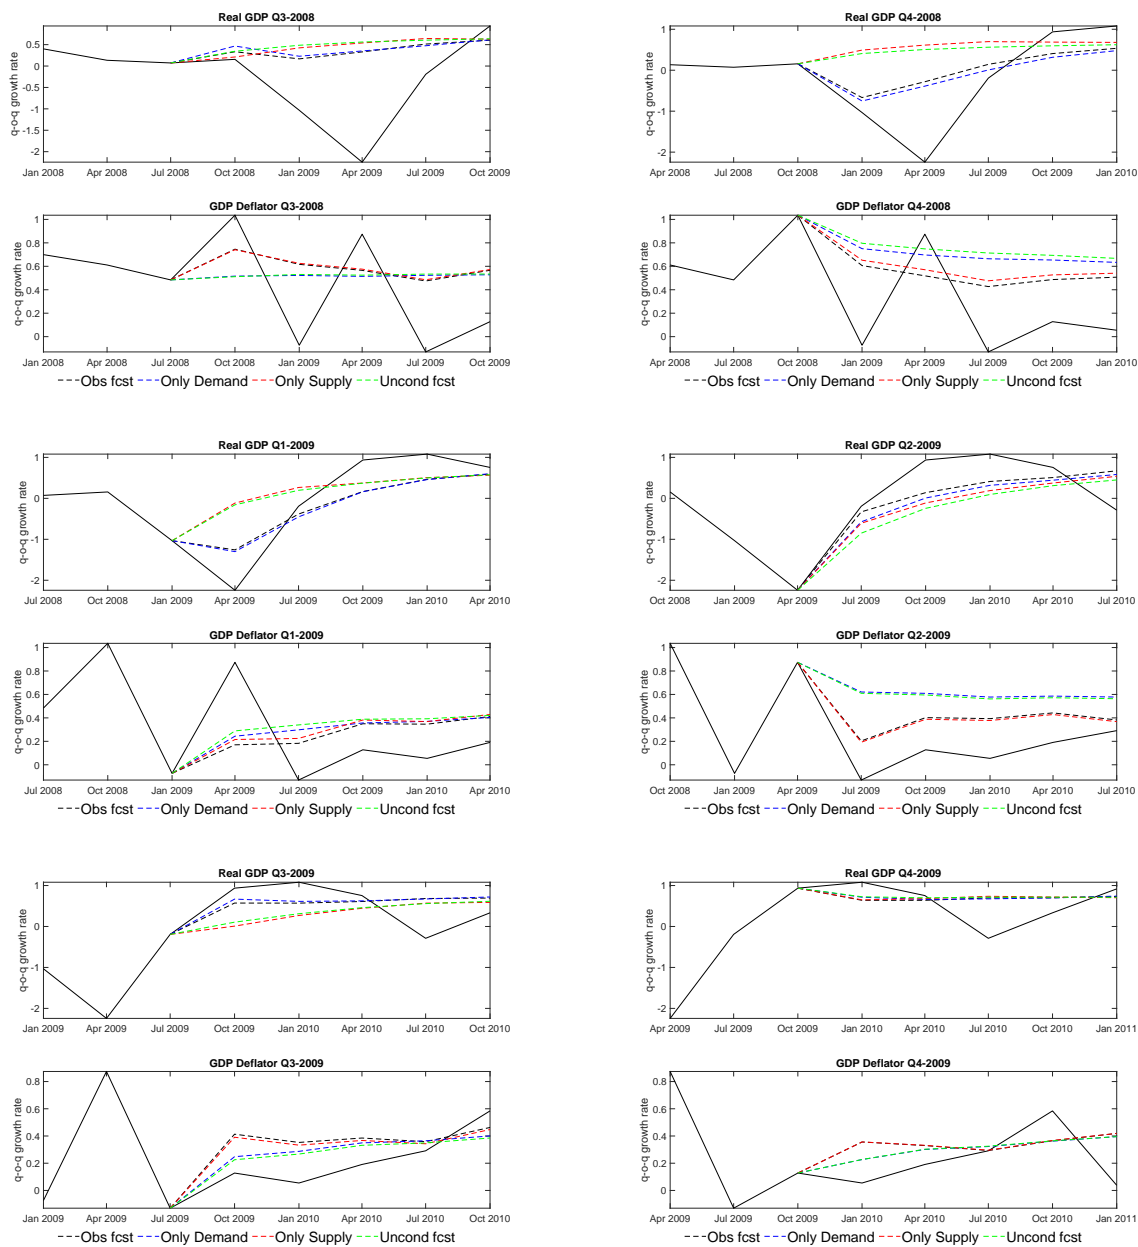 Real GDP Q3-2008
q-o-q growth rate
0.5
0
-0.5
-1
-1.5
-2
Jan 2008 Apr 2008 Jul 2008 Oct 2008 Jan 2009 Apr 2009 Jul 2009 Oct 2009
GDP Deflator Q3-2008
q-o-q growth rate
1
0.8
0.6
0.4
0.2
0
Jan 2008 Apr 2008 Jul 2008 Oct 2008 Jan 2009 Apr 2009 Jul 2009 Oct 2009
Obs fcst Only Demand Only Supply Uncond fcst
Real GDP Q4-2008
q-o-q growth rate
1
0
-1
-2
Apr 2008 Jul 2008 Oct 2008 Jan 2009 Apr 2009 Jul 2009 Oct 2009 Jan 2010
GDP Deflator Q4-2008
q-o-q growth rate
1
0.8
0.6
0.4
0.2
0
Apr 2008 Jul 2008 Oct 2008 Jan 2009 Apr 2009 Jul 2009 Oct 2009 Jan 2010
Obs fcst Only Demand Only Supply Uncond fcst
Real GDP Q1-2009
q-o-q growth rate
1
0
-1
-2
Jul 2008 Oct 2008 Jan 2009 Apr 2009 Jul 2009 Oct 2009 Jan 2010 Apr 2010
GDP Deflator Q1-2009
q-o-q growth rate
1
0.8
0.6
0.4
0.2
0
Jul 2008 Oct 2008 Jan 2009 Apr 2009 Jul 2009 Oct 2009 Jan 2010 Apr 2010
Obs fcst Only Demand Only Supply Uncond fcst
Real GDP Q2-2009
q-o-q growth rate
1
0
-1
-2
Oct 2008 Jan 2009 Apr 2009 Jul 2009 Oct 2009 Jan 2010 Apr 2010 Jul 2010
GDP Deflator Q2-2009
q-o-q growth rate
1
0.8
0.6
0.4
0.2
0
Oct 2008 Jan 2009 Apr 2009 Jul 2009 Oct 2009 Jan 2010 Apr 2010 Jul 2010
Obs fcst Only Demand Only Supply Uncond fcst
Real GDP Q3-2009
q-o-q growth rate
1
0
-1
-2
Jan 2009 Apr 2009 Jul 2009 Oct 2009 Jan 2010 Apr 2010 Jul 2010 Oct 2010
GDP Deflator Q3-2009
q-o-q growth rate
0.8
0.6
0.4
0.2
0
Jan 2009 Apr 2009 Jul 2009 Oct 2009 Jan 2010 Apr 2010 Jul 2010 Oct 2010
Obs fcst Only Demand Only Supply Uncond fcst
Real GDP Q4-2009
q-o-q growth rate
1
0
-1
-2
Apr 2009 Jul 2009 Oct 2009 Jan 2010 Apr 2010 Jul 2010 Oct 2010 Jan 2011
GDP Deflator Q4-2009
q-o-q growth rate
0.8
0.6
0.4
0.2
0
Apr 2009 Jul 2009 Oct 2009 Jan 2010 Apr 2010 Jul 2010 Oct 2010 Jan 2011
Obs fcst Only Demand Only Supply Uncond fcst